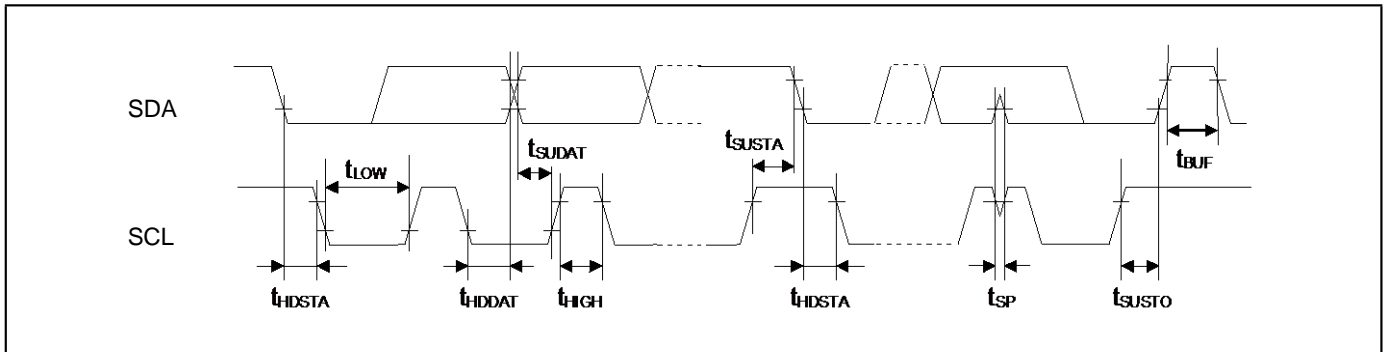 SDA
tSUDAT
tSUSTA
tBUF
tLOW
SCL
tHDSTA
tHDDAT
tHIGH
tHDSTA
tSP
tSUSTO